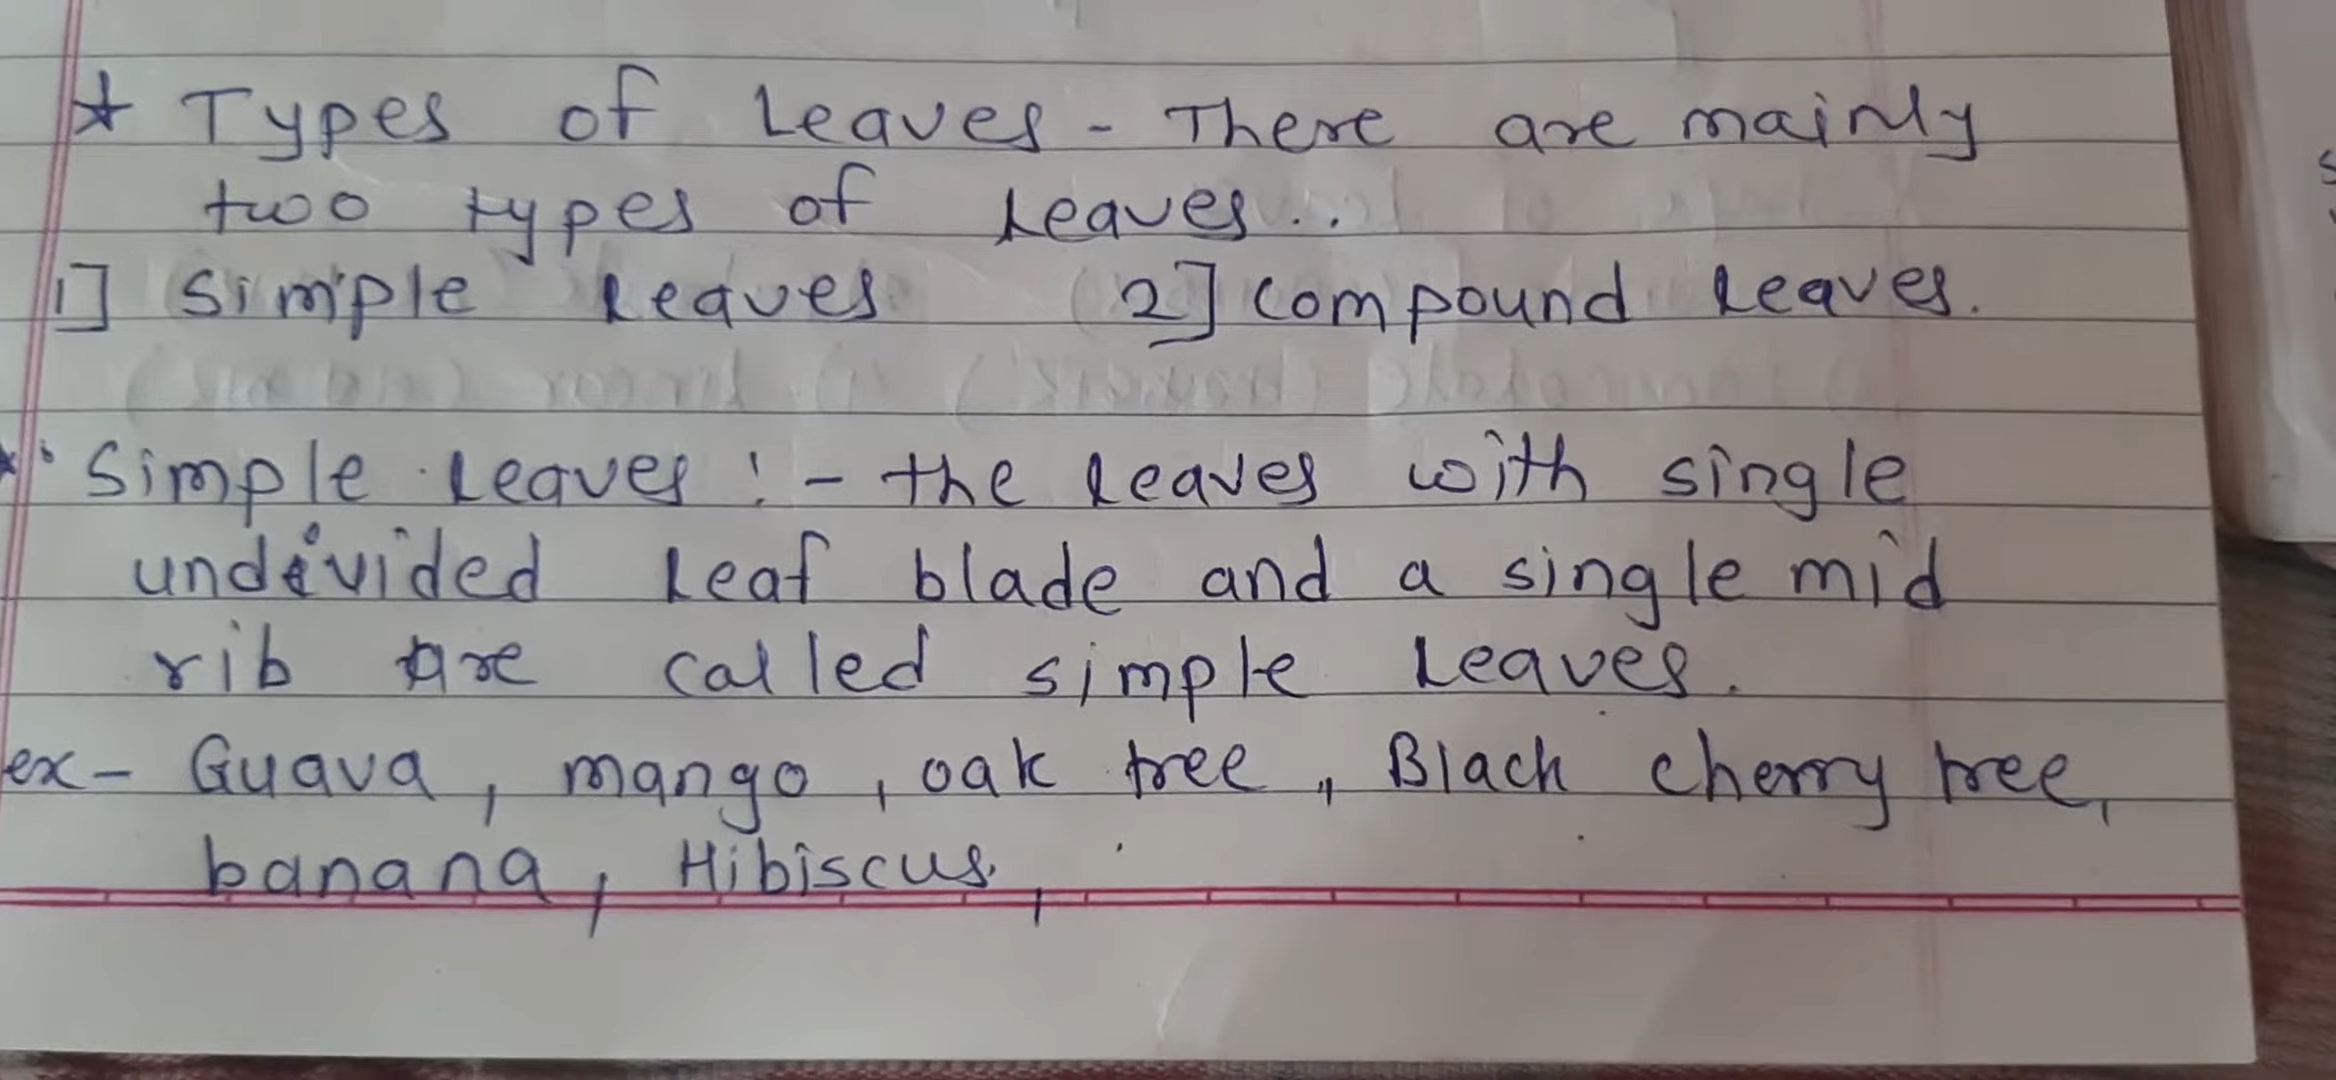 ★ Types of Leaves - There are mainly
two types of Leaves..
1] Simple Leaves (2] Compound Leaves.
* Simple Leaves :- the Leaves with single
undivided Leaf blade and a single mid
rib are called simple Leaves.
ex- Guava, mango, oak tree,, Black cherry tree,
banana, Hibiscus,